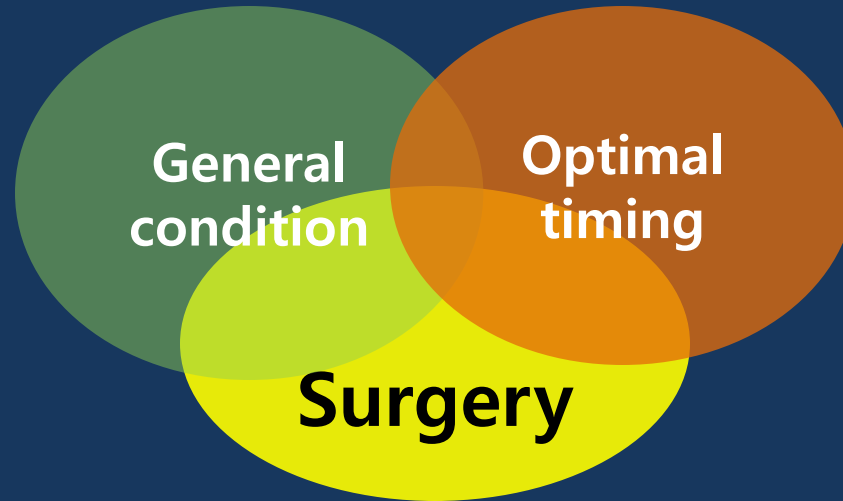 General
condition
Optimal
timing
Surgery